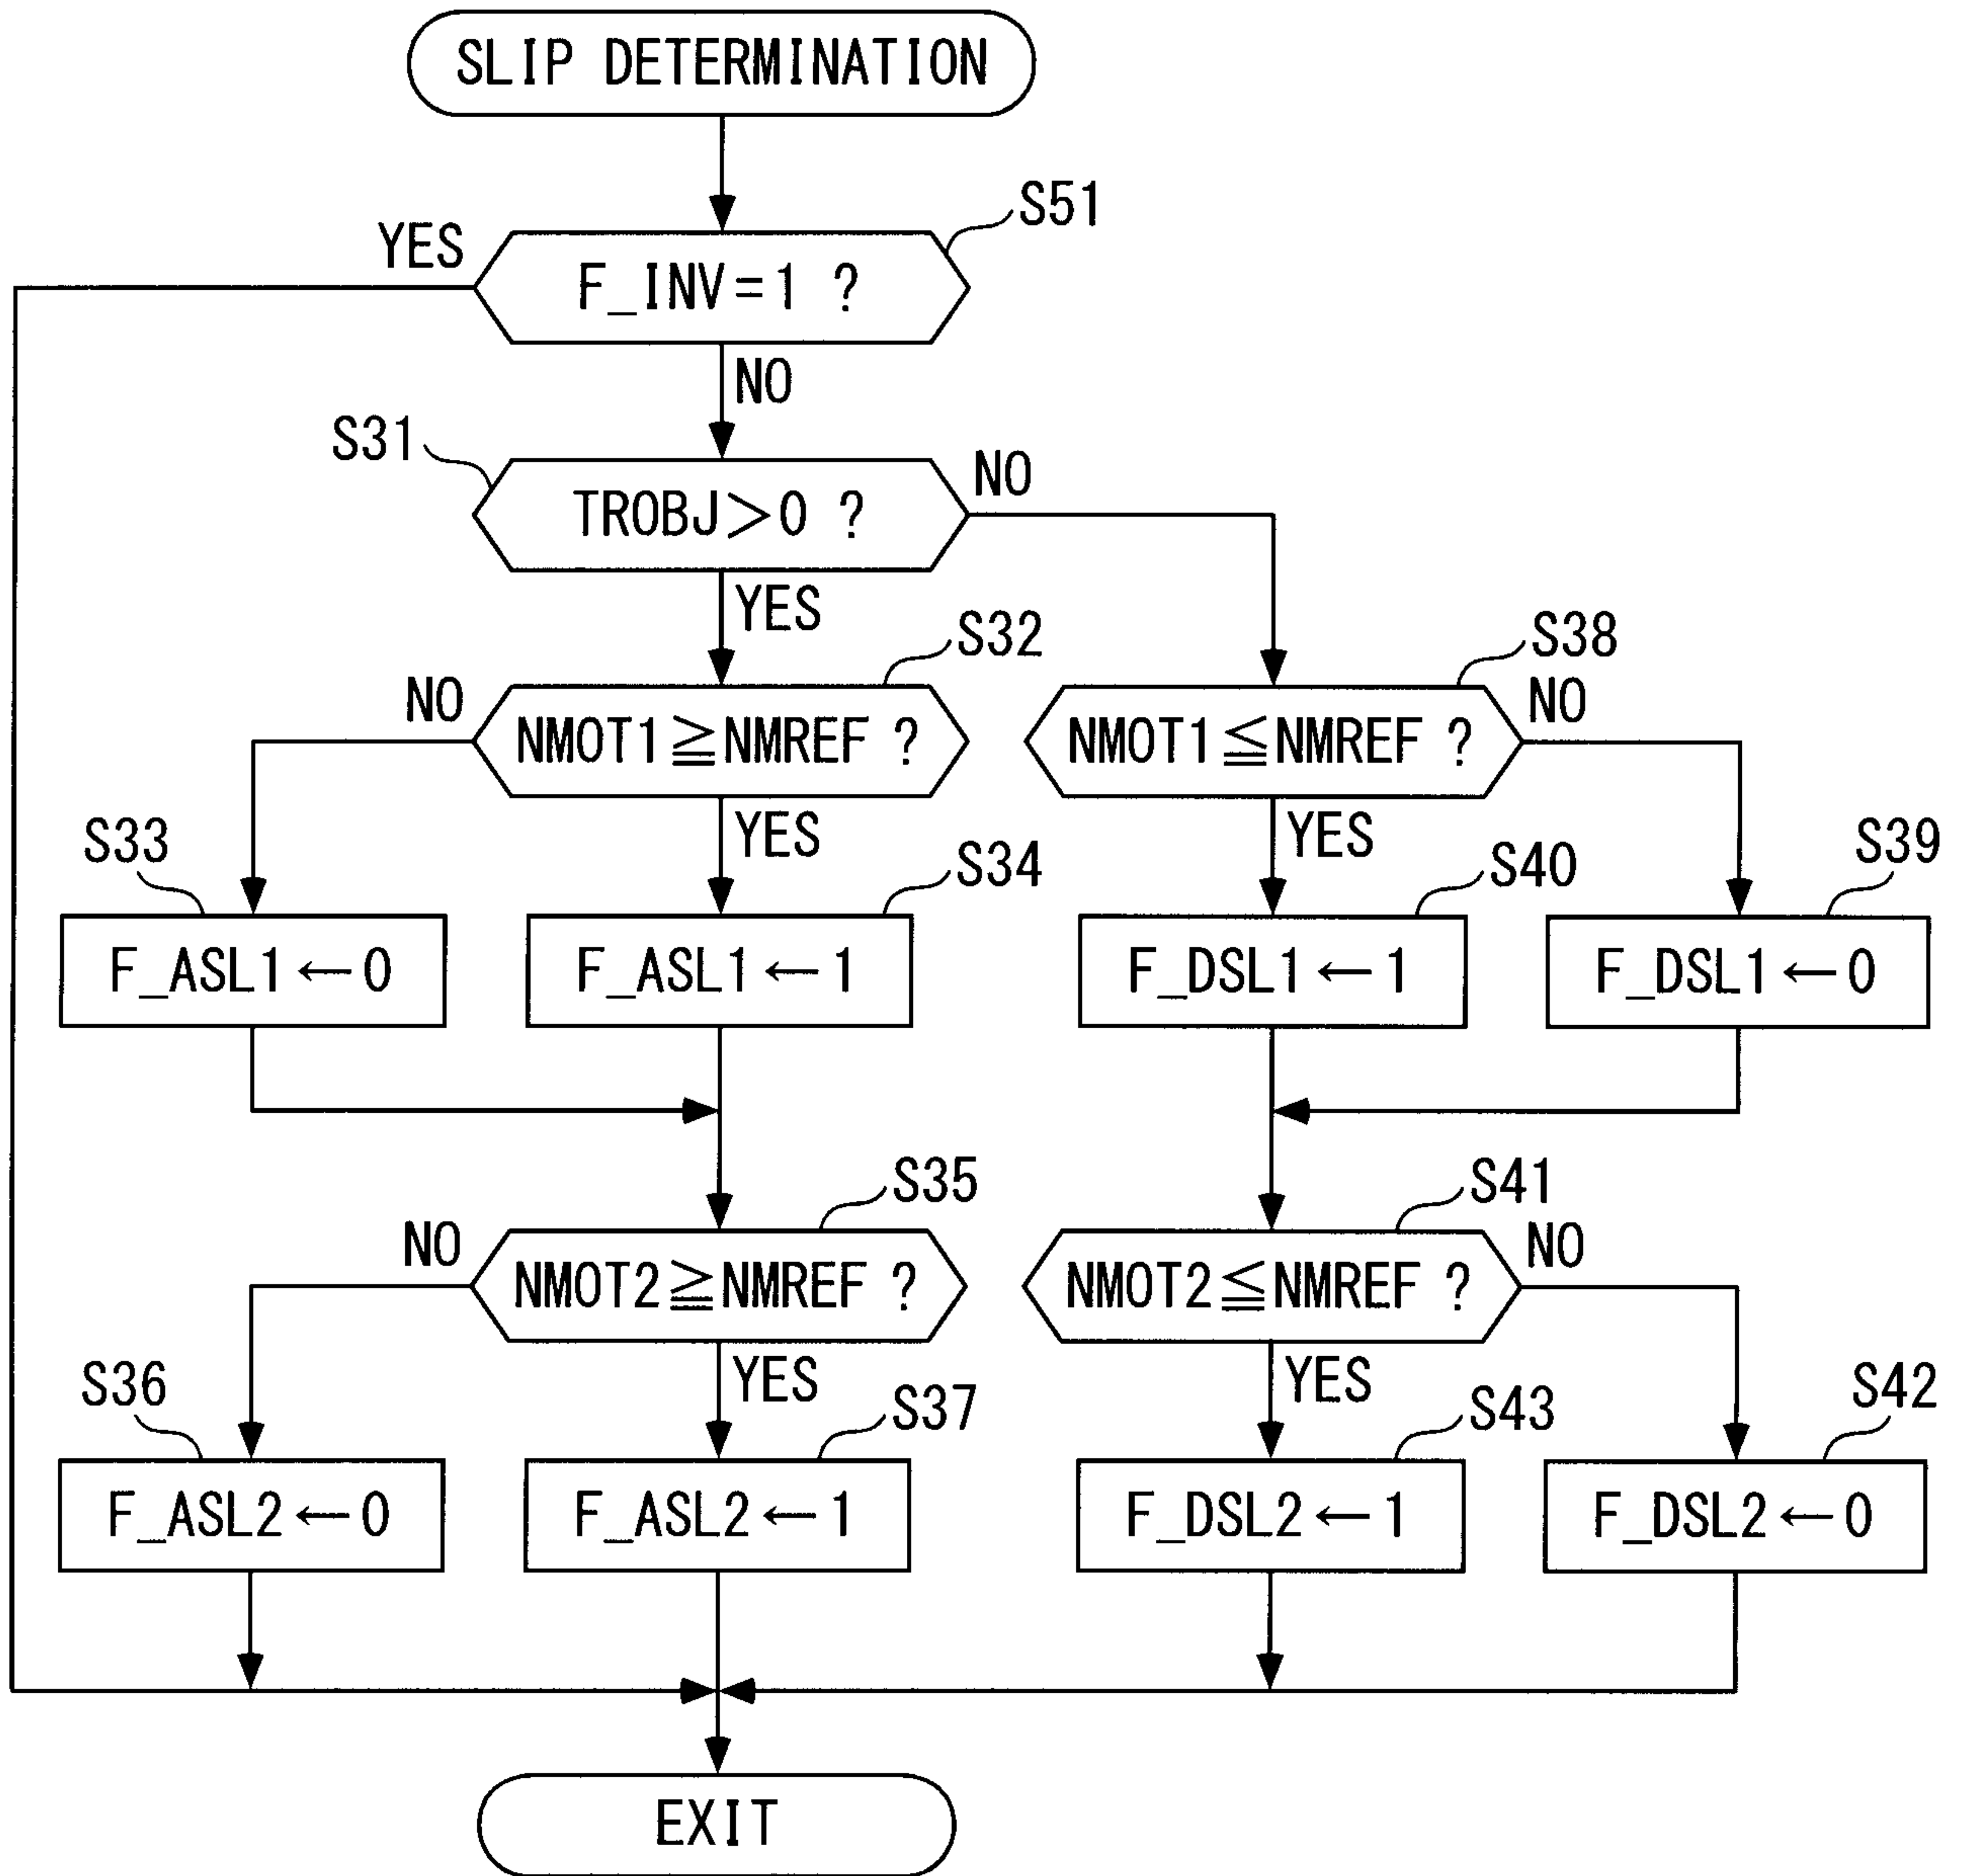 SLIP DETERMINATION
S51
YES
F_INV=1 ?
NO
S31
NO
TROBJ>0 ?
YES
S32
S38
NO
NMOT1≧NMREF ?
NMOT1≦NMREF ?
NO
YES
YES
S33
S34
S40
S39
F_ASL1←0
F_ASL1←1
F_DSL1←1
F_DSL1←0
S35
S41
NO
NMOT2≧NMREF ?
NMOT2≦NMREF ?
NO
YES
YES
S36
S37
S43
S42
F_ASL2←0
F_ASL2←1
F_DSL2←1
F_DSL2←0
EXIT